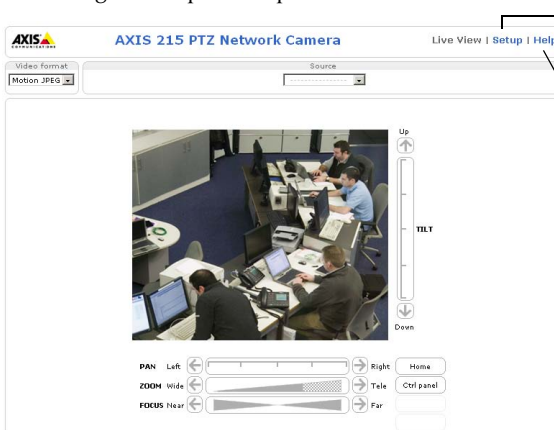 AXIS
COMMUNICATIONS
AXIS 215 PTZ Network Camera
Live View | Setup | Help
Video format
Motion JPEG
Source
Up
TILT
Down
PAN Left Right Home
ZOOM Wide Tele Ctrl panel
FOCUS Near Far